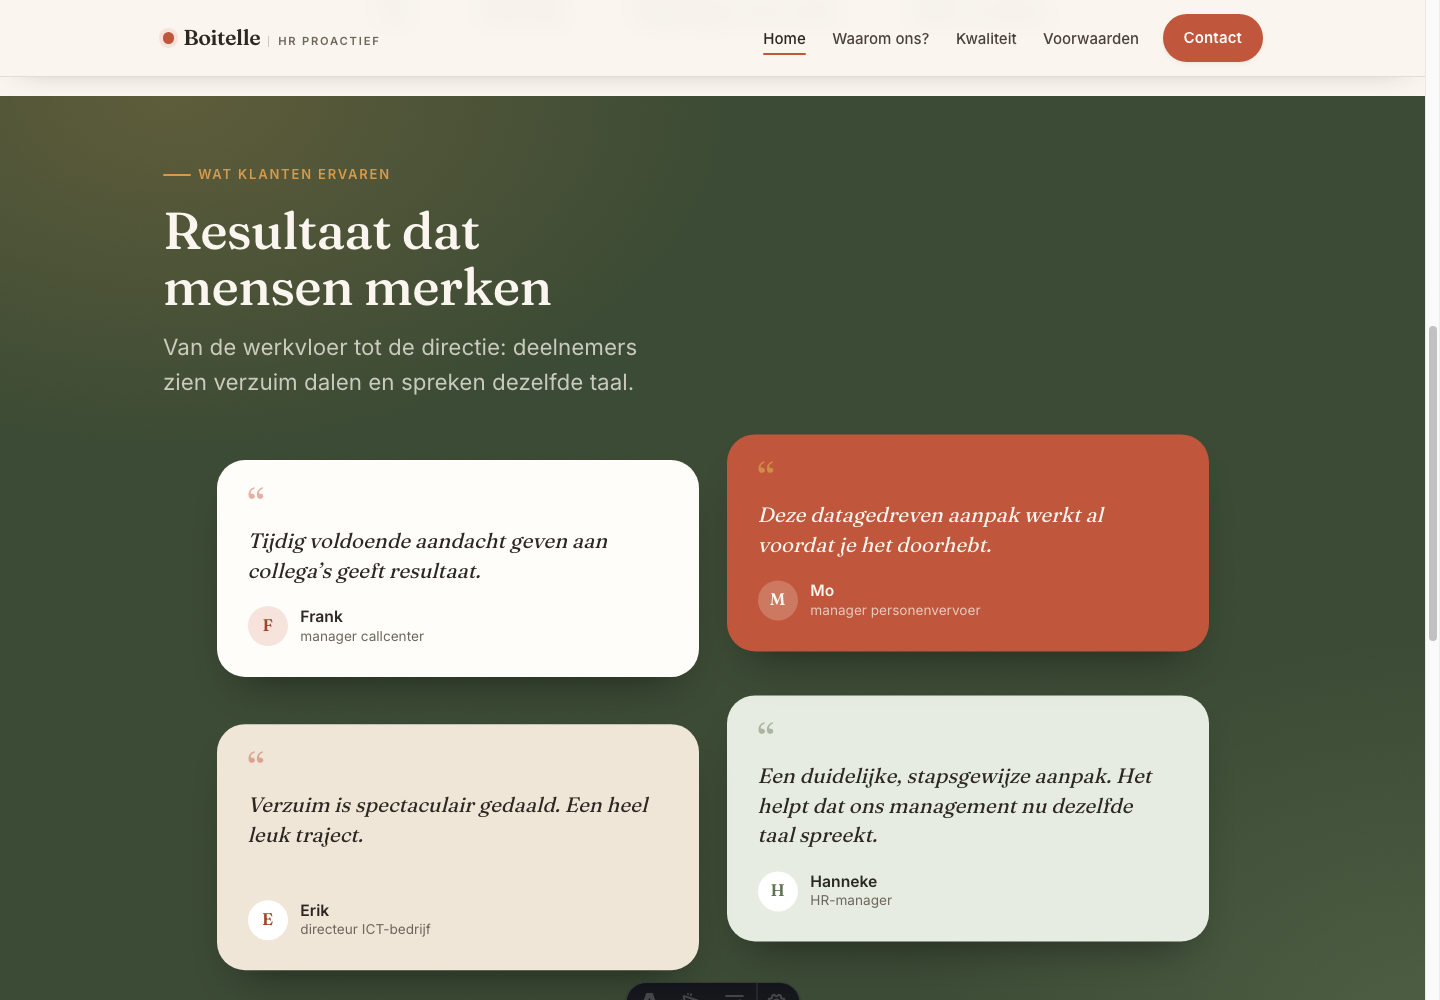 Boitelle
HR PROACTIEF
Home
Waarom ons?
Kwaliteit
Voorwaarden
Contact
WAT KLANTEN ERVAREN
Resultaat dat
mensen merken
Van de werkvloer tot de directie: deelnemers
zien verzuim dalen en spreken dezelfde taal.
“
Tijdig voldoende aandacht geven aan
collega’s geeft resultaat.
F
Frank
manager callcenter
“
Deze datagedreven aanpak werkt al
voordat je het doorhebt.
M
Mo
manager personenvervoer
“
Verzuim is spectaculair gedaald. Een heel
leuk traject.
E
Erik
directeur ICT-bedrijf
“
Een duidelijke, stapsgewijze aanpak. Het
helpt dat ons management nu dezelfde
taal spreekt.
H
Hanneke
HR-manager